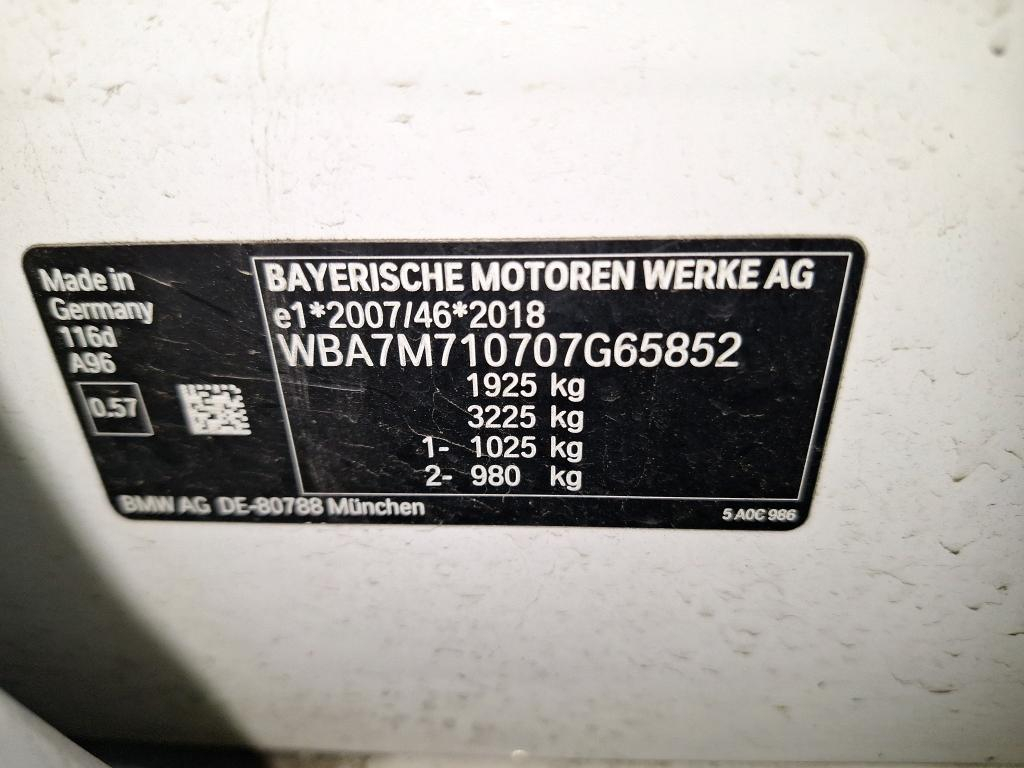 Made in
Germany
116d
A96
0.57
BAYERISCHE MOTOREN WERKE AG
e1*2007/46*2018
WBA7M710707G65852
1925 kg
3225 kg
1- 1025 kg
2- 980 kg
BMW AG DE-80788 München
5 A0C 986